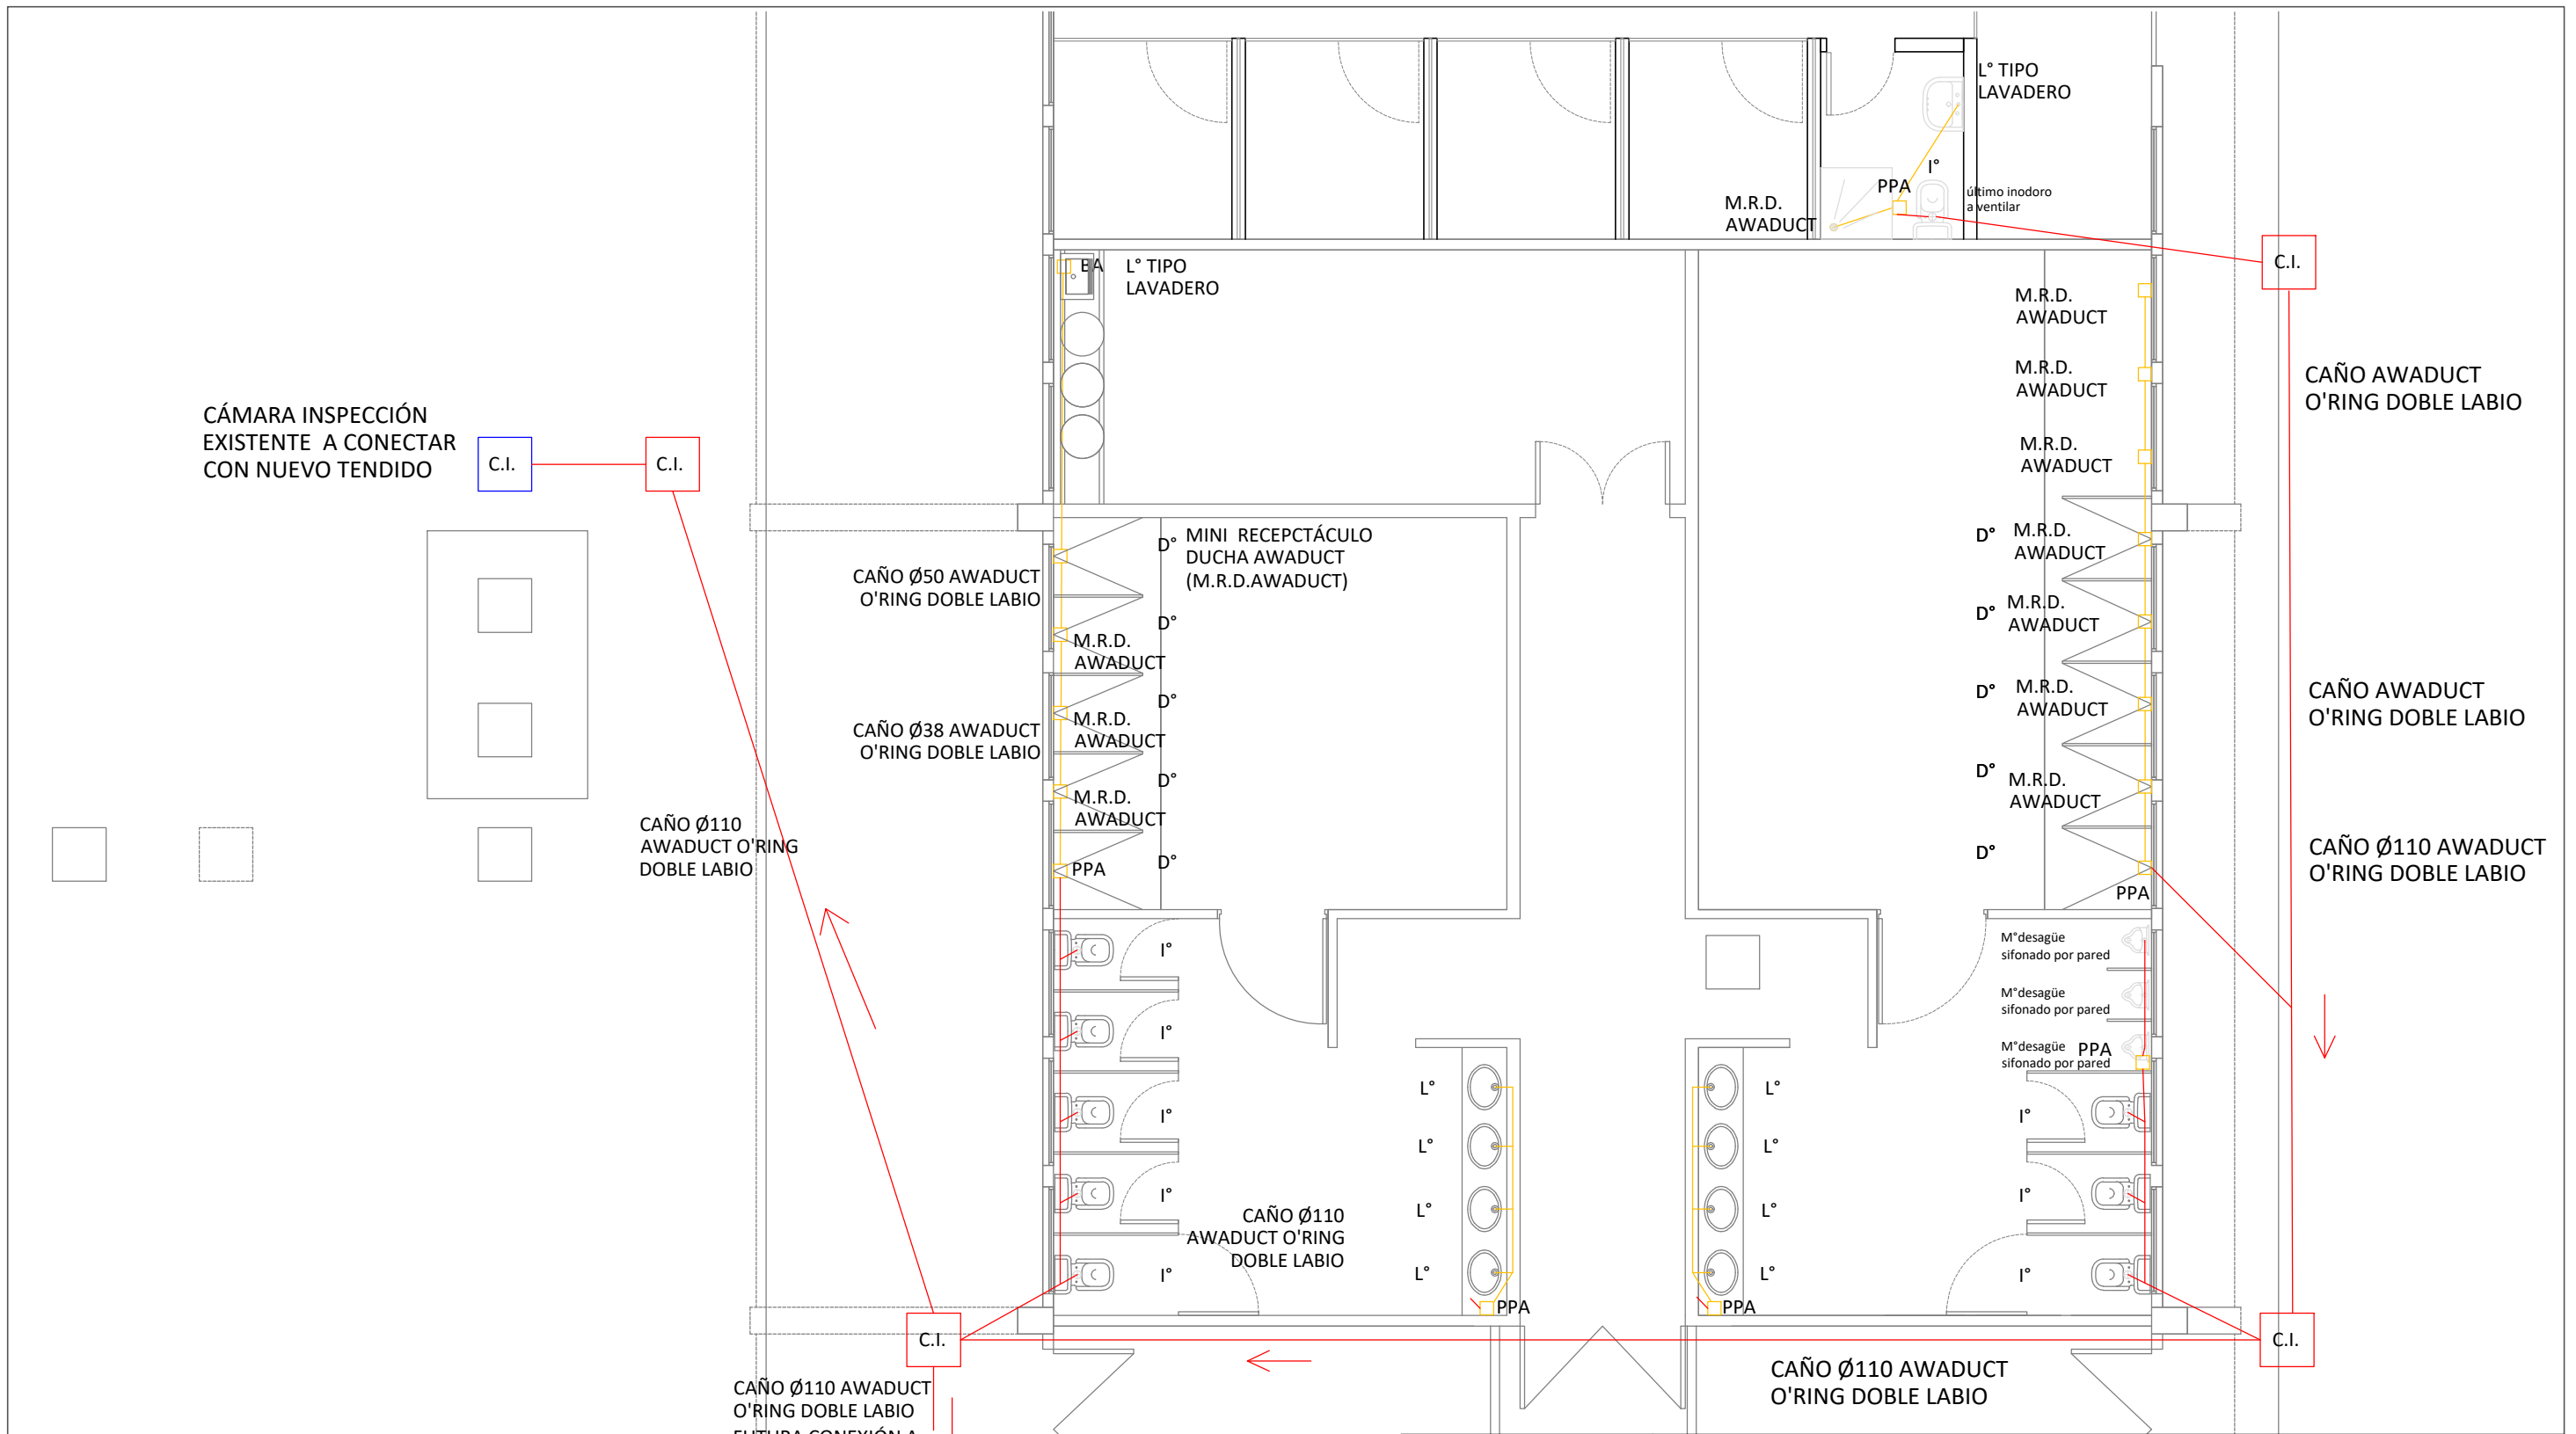 L° TIPO
LAVADERO
I°
PPA
último inodoro
a ventilar
M.R.D.
AWADUCT
C.I.
BA
L° TIPO
LAVADERO
M.R.D.
AWADUCT
M.R.D.
AWADUCT
M.R.D.
AWADUCT
CAÑO AWADUCT
O'RING DOBLE LABIO
CÁMARA INSPECCIÓN
EXISTENTE A CONECTAR
CON NUEVO TENDIDO
C.I.
C.I.
D°
MINI RECEPCTÁCULO
DUCHA AWADUCT
(M.R.D.AWADUCT)
CAÑO Ø50 AWADUCT
O'RING DOBLE LABIO
D°
M.R.D.
AWADUCT
D°
M.R.D.
AWADUCT
CAÑO Ø38 AWADUCT
O'RING DOBLE LABIO
D°
M.R.D.
AWADUCT
D°
PPA
D°
M.R.D.
AWADUCT
D°
M.R.D.
AWADUCT
D°
M.R.D.
AWADUCT
D°
M.R.D.
AWADUCT
D°
PPA
CAÑO AWADUCT
O'RING DOBLE LABIO
CAÑO Ø110 AWADUCT
O'RING DOBLE LABIO
CAÑO Ø110
AWADUCT O'RING
DOBLE LABIO
I°
I°
I°
I°
I°
M°desagüe
sifonado por pared
M°desagüe
sifonado por pared
M°desagüe
sifonado por pared
PPA
L°
L°
L°
L°
L°
L°
L°
L°
I°
I°
I°
CAÑO Ø110
AWADUCT O'RING
DOBLE LABIO
PPA
PPA
C.I.
C.I.
CAÑO Ø110 AWADUCT
O'RING DOBLE LABIO
CAÑO Ø110 AWADUCT
O'RING DOBLE LABIO
FUTURA CONEXIÓN A